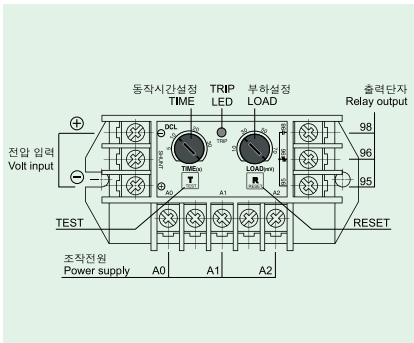 동작시간설정 TRIP 부하설정 출력단자
TIME LED LOAD Relay output
DCL
TRIP
98
전압 입력
Volt input
SHUNT
96
95
TIME(s) LOAD(mV)
T
TEST
R
RESET
A0 A1 A2
TEST RESET
조작전원
Power supply A0 A1 A2